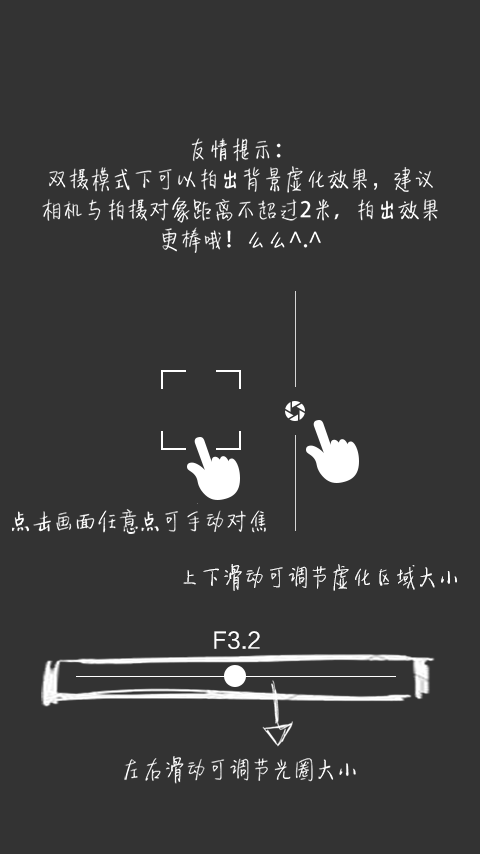 友情提示：
双摄模式下可以拍出背景虚化效果，建议
相机与拍摄对象距离不超过2米，拍出效果
更棒哦！么么^.^
点击画面任意点可手动对焦
上下滑动可调节虚化区域大小
F3.2
左右滑动可调节光圈大小